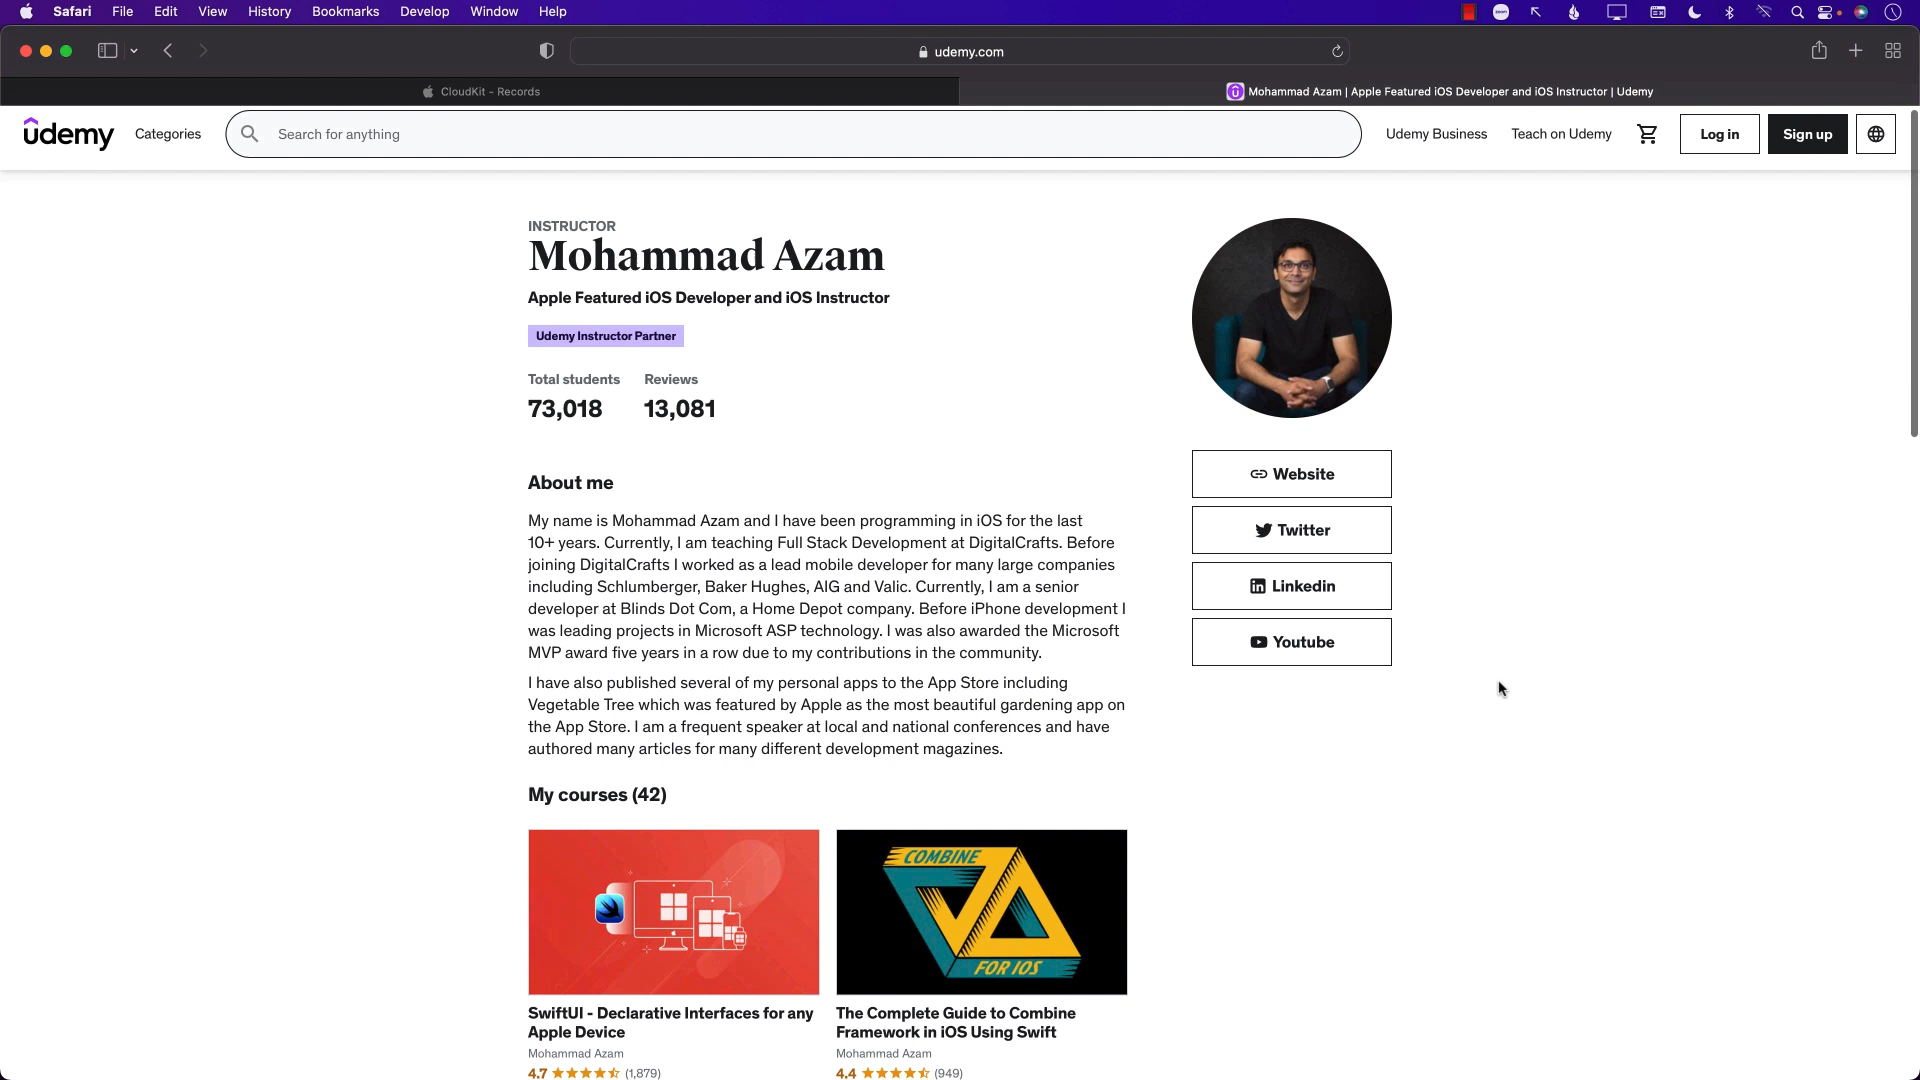 Safari File Edit View History Bookmarks Develop Window Help
udemy.com
CloudKit - Records
Mohammad Azam | Apple Featured iOS Developer and iOS Instructor | Udemy
udemy Categories Search for anything Udemy Business Teach on Udemy Log in Sign up
INSTRUCTOR
Mohammad Azam
Apple Featured iOS Developer and iOS Instructor
Udemy Instructor Partner
Total students Reviews
73,018 13,081
About me
My name is Mohammad Azam and I have been programming in iOS for the last
10+ years. Currently, I am teaching Full Stack Development at DigitalCrafts. Before
joining DigitalCrafts I worked as a lead mobile developer for many large companies
including Schlumberger, Baker Hughes, AIG and Valic. Currently, I am a senior
developer at Blinds Dot Com, a Home Depot company. Before iPhone development I
was leading projects in Microsoft ASP technology. I was also awarded the Microsoft
MVP award five years in a row due to my contributions in the community.
I have also published several of my personal apps to the App Store including
Vegetable Tree which was featured by Apple as the most beautiful gardening app on
the App Store. I am a frequent speaker at local and national conferences and have
authored many articles for many different development magazines.
Website
Twitter
Linkedin
Youtube
My courses (42)
COMBINE
FOR IOS
SwiftUI - Declarative Interfaces for any
Apple Device
Mohammad Azam
4.7 (1,879)
The Complete Guide to Combine
Framework in iOS Using Swift
Mohammad Azam
4.4 (949)